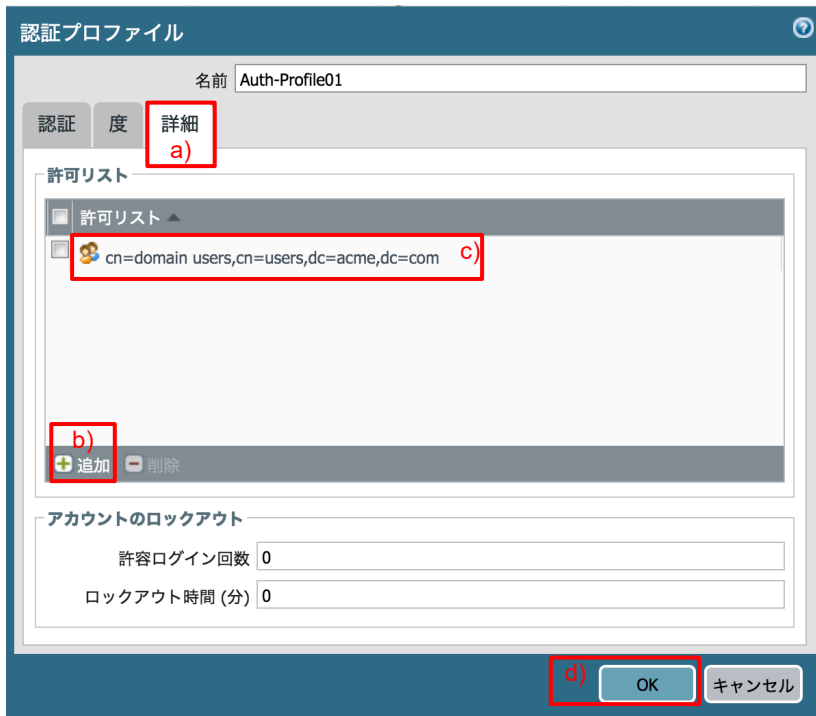 認証プロファイル
名前 Auth-Profile01
認証 度 詳細
a)
許可リスト
許可リスト
cn=domain users,cn=users,dc=acme,dc=com c)
b)
追加 削除
アカウントのロックアウト
許容ログイン回数 0
ロックアウト時間 (分) 0
d) OK キャンセル